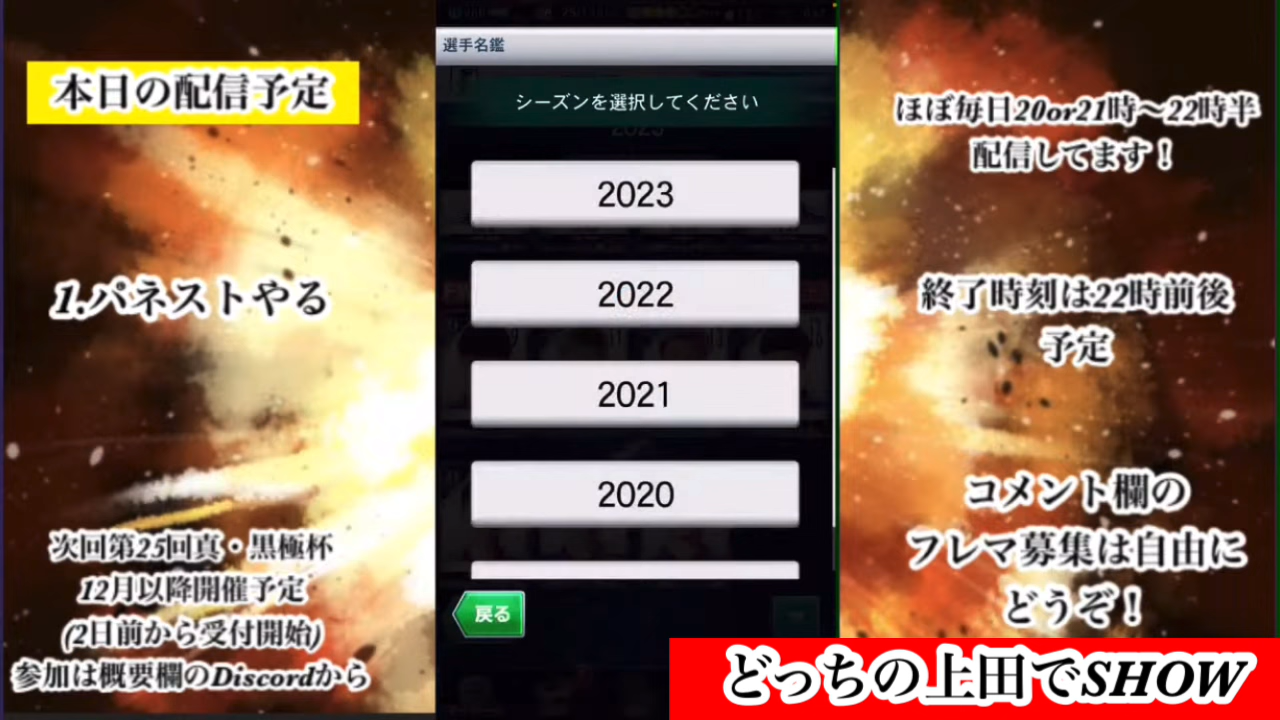 本日の配信予定
1.パネストやる
次回第25回真・黒極杯
12月以降開催予定
(2日前から受付開始)
参加は概要欄のDiscordから
選手名鑑
シーズンを選択してください
2023
2022
2021
2020
戻る
ほぼ毎日20or21時〜22時半
配信してます！
終了時刻は22時前後
予定
コメント欄の
フレマ募集は自由に
どうぞ！
どっちの上田でSHOW